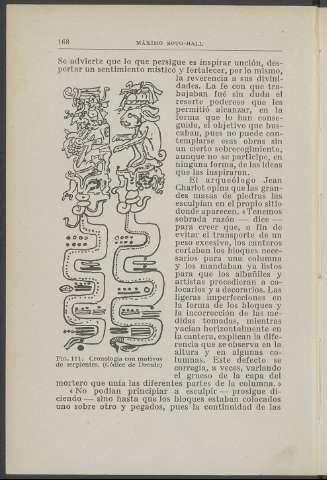 168
MÁXIMO SOTO-HALL
Se advierte que lo que persigue es inspirar unción, des-
pertar un sentimiento místico y fortalecer, por lo mismo,
la reverencia a sus divini-
dades. La fe con que tra-
bajaban fué sin duda el
resorte poderoso que les
permitió alcanzar, en la
forma que lo han conse-
guido, el objetivo que bus-
caban, pues no puede con-
templarse esas obras sin
un cierto sobrecogimiento,
aunque no se participe, en
ninguna forma, de las ideas
que las inspiraron.
El arqueólogo Jean
Charlot opina que las gran-
des masas de piedras las
esculpían en el propio sitio
donde aparecen. «Tenemos
sobrada razón — dice —
para creer que, a fin de
evitar el transporte de un
peso excesivo, los canteros
cortaban los bloques nece-
sarios para una columna
y los mandaban ya listos
para que los albañiles y
artistas procedieran a co-
locarlos y a decorarlos. Las
ligeras imperfecciones en
la forma de los bloques y
la incorrección de las me-
didas tomadas, mientras
yacían horizontalmente en
la cantera, explican la dife-
rencia que se observa en la
altura y en algunas co-
lumnas. Este defecto se
corregía, a veces, variando
el grueso de la capa del
FIG. 111. Cronología con motivos
de serpientes. (Códice de Dresde)
mortero que unía las diferentes partes de la columna.»
«No podían principiar a esculpir — prosigue di-
ciendo — sino hasta que los bloques estaban colocados
uno sobre otro y pegados, pues la continuidad de las